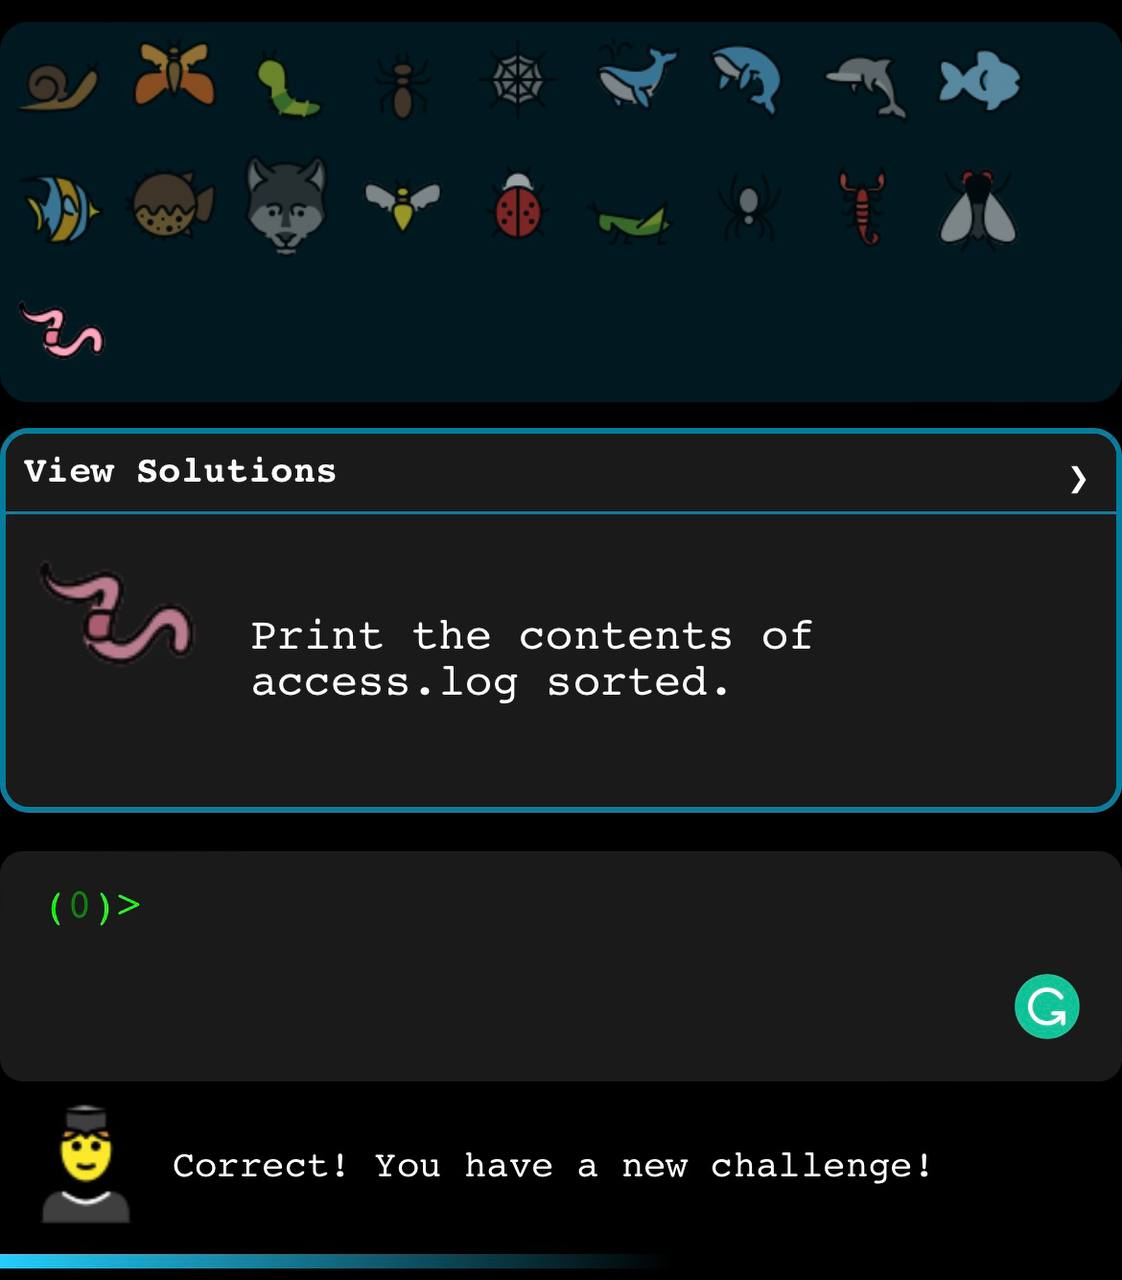 View Solutions
Print the contents of
access.log sorted.
(0)>
Correct! You have a new challenge!